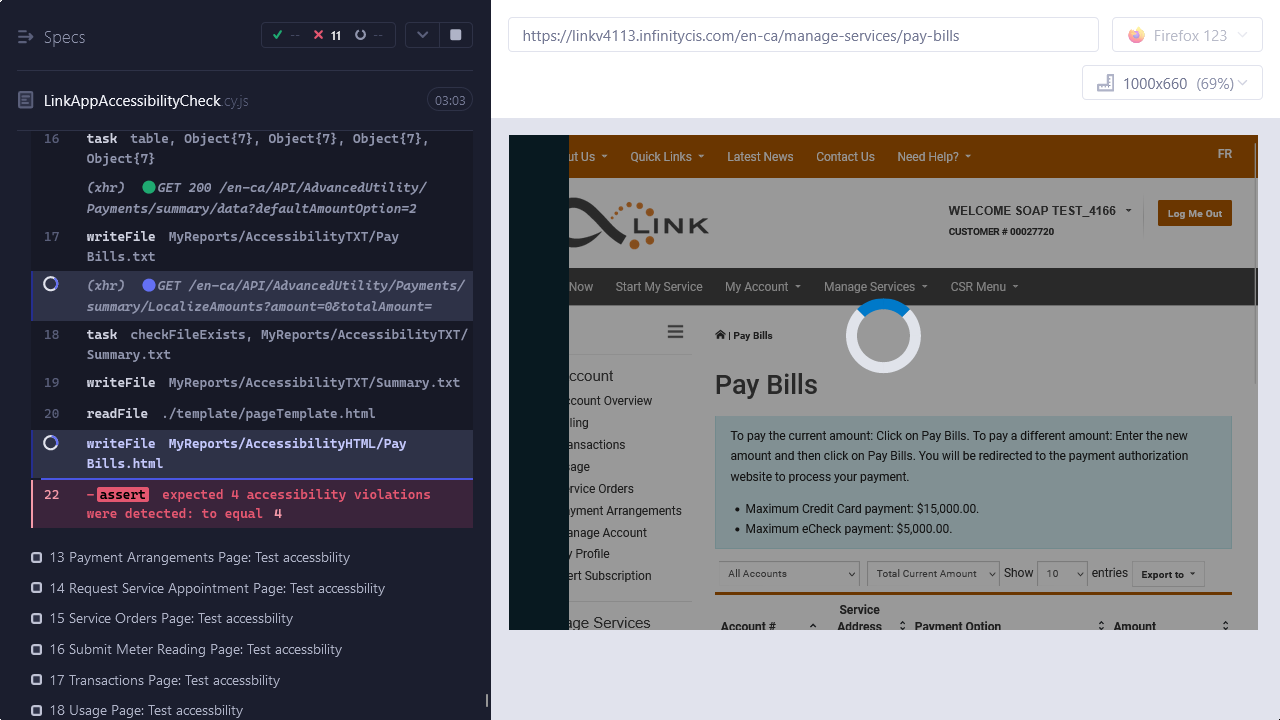 Specs
-- 11 --
LinkAppAccessibilityCheck.cy.js 03:03
16 task table, Object{7}, Object{7}, Object{7},
Object{7}
(xhr) GET 200 /en-ca/API/AdvancedUtility/
Payments/summary/data?defaultAmountOption=2
17 writeFile MyReports/AccessibilityTXT/Pay
Bills.txt
(xhr) GET /en-ca/API/AdvancedUtility/Payments/
summary/LocalizeAmounts?amount=0&totalAmount=
18 task checkFileExists, MyReports/AccessibilityTXT/
Summary.txt
19 writeFile MyReports/AccessibilityTXT/Summary.txt
20 readFile ./template/pageTemplate.html
writeFile MyReports/AccessibilityHTML/Pay
Bills.html
22 -assert expected 4 accessibility violations
were detected: to equal 4
13 Payment Arrangements Page: Test accessbility
14 Request Service Appointment Page: Test accessbility
15 Service Orders Page: Test accessbility
16 Submit Meter Reading Page: Test accessbility
17 Transactions Page: Test accessbility
18 Usage Page: Test accessbility
https://linkv4113.infinitycis.com/en-ca/manage-services/pay-bills
Firefox 123
1000x660 (69%)
ut Us Quick Links Latest News Contact Us Need Help? FR
LINK
WELCOME SOAP TEST_4166 Log Me Out
CUSTOMER # 00027720
Now Start My Service My Account Manage Services CSR Menu
| Pay Bills
Pay Bills
ccount
ccount Overview
lling
ansactions
sage
ervice Orders
yment Arrangements
anage Account
y Profile
ert Subscription
age Services
To pay the current amount: Click on Pay Bills. To pay a different amount: Enter the new
amount and then click on Pay Bills. You will be redirected to the payment authorization
website to process your payment.
• Maximum Credit Card payment: $15,000.00.
• Maximum eCheck payment: $5,000.00.
All Accounts Total Current Amount Show 10 entries Export to
Account # Service Address Payment Option Amount